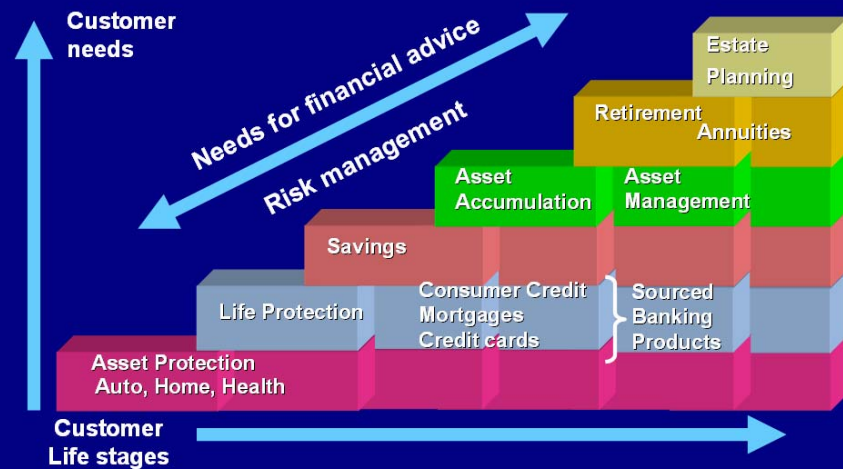 Customer
needs
Needs for financial advice
Risk management
Estate
Planning
Retirement
Annuities
Asset
Accumulation
Asset
Management
Savings
Life Protection
Consumer Credit
Mortgages
Credit cards
Sourced
Banking
Products
Asset Protection
Auto, Home, Health
Customer
Life stages